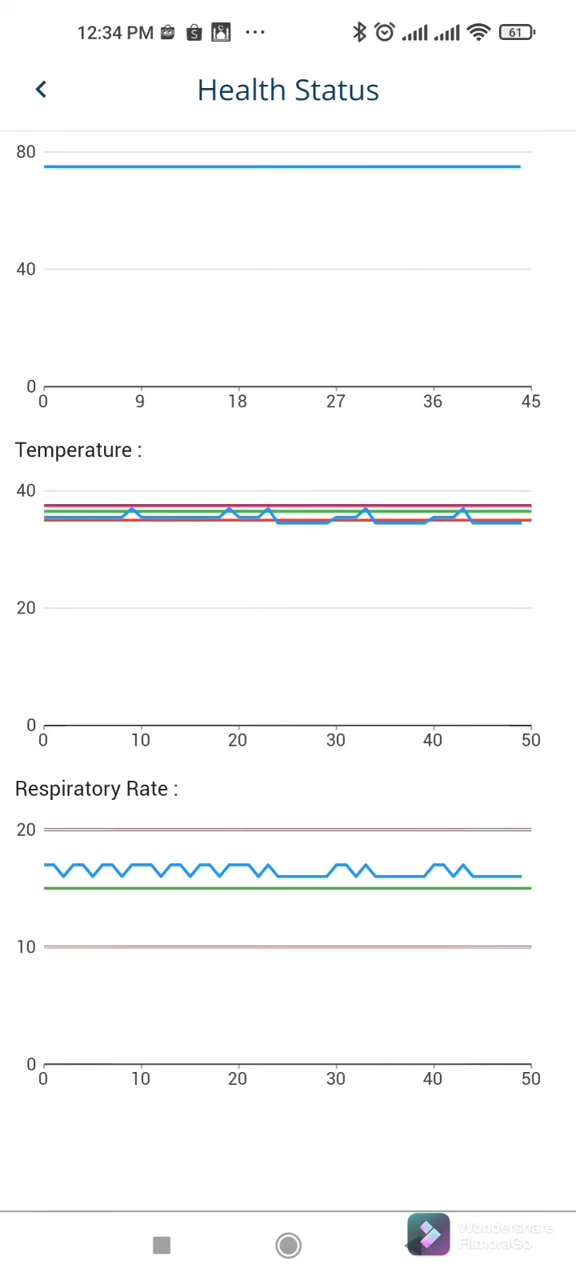 12:34 PM ... 61
Health Status
80
40
0
0 9 18 27 36 45
Temperature :
40
20
0
0 10 20 30 40 50
Respiratory Rate :
20
10
0
0 10 20 30 40 50
Wondershare
FilmoraGo